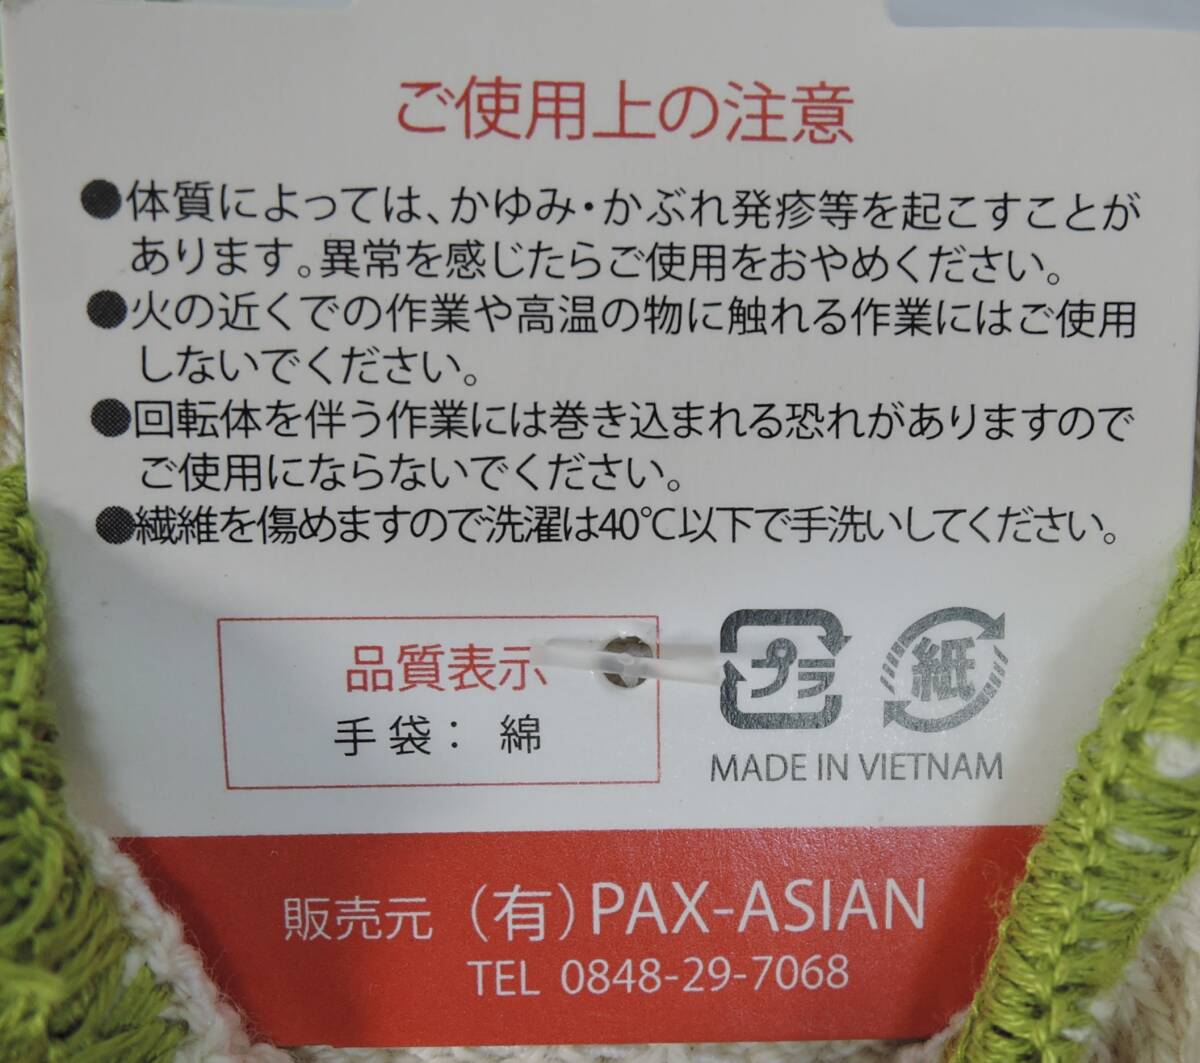 ご使用上の注意
●体質によっては、かゆみ・かぶれ発疹等を起こすことが
あります。異常を感じたらご使用をおやめください。
●火の近くでの作業や高温の物に触れる作業にはご使用
しないでください。
●回転体を伴う作業には巻き込まれる恐れがありますので
ご使用にならないでください。
●繊維を傷めますので洗濯は40℃以下で手洗いしてください。
品質表示
手袋： 綿
プラ
紙
MADE IN VIETNAM
販売元 （有）PAX-ASIAN
TEL 0848-29-7068